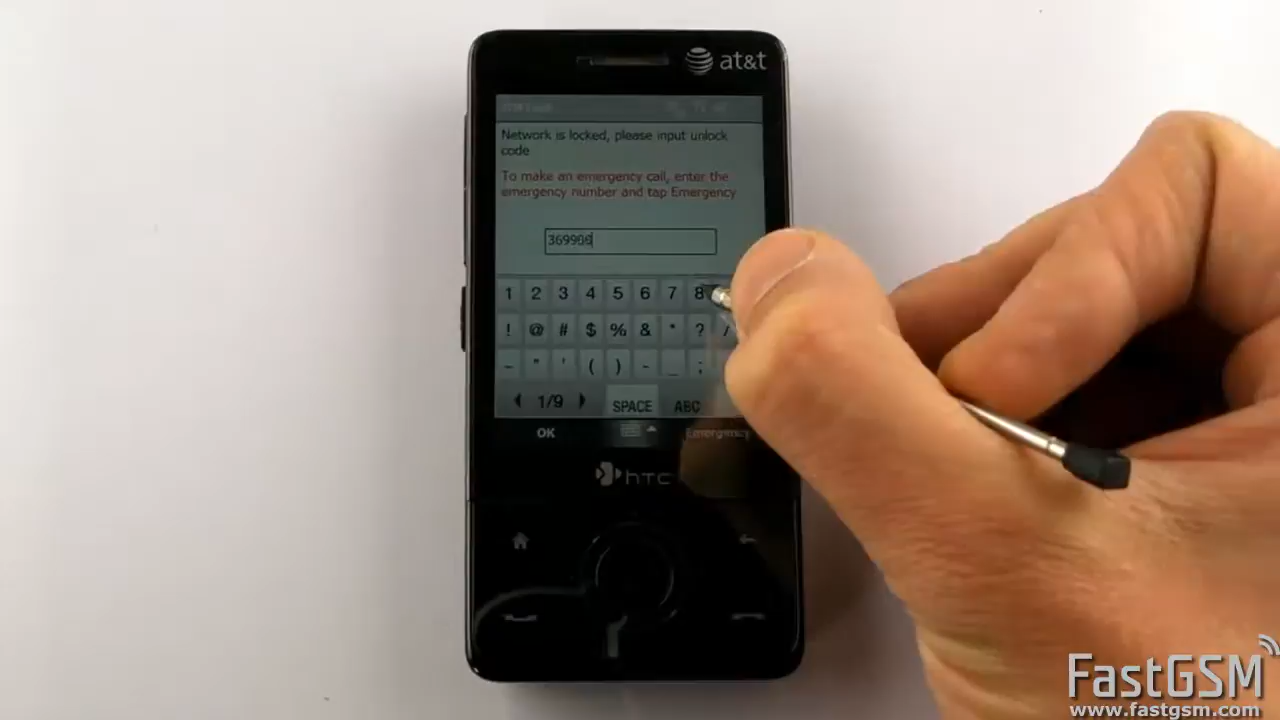 at&t
Network is locked, please input unlock
code
To make an emergency call, enter the
emergency number and tap Emergency
1 2 3 4 5 6 7 8
! @ # $ % & * ? /
~ " ' ( ) - _ ;
1/9 SPACE ABC
OK Emergency
hTC
FastGSM
www.fastgsm.com